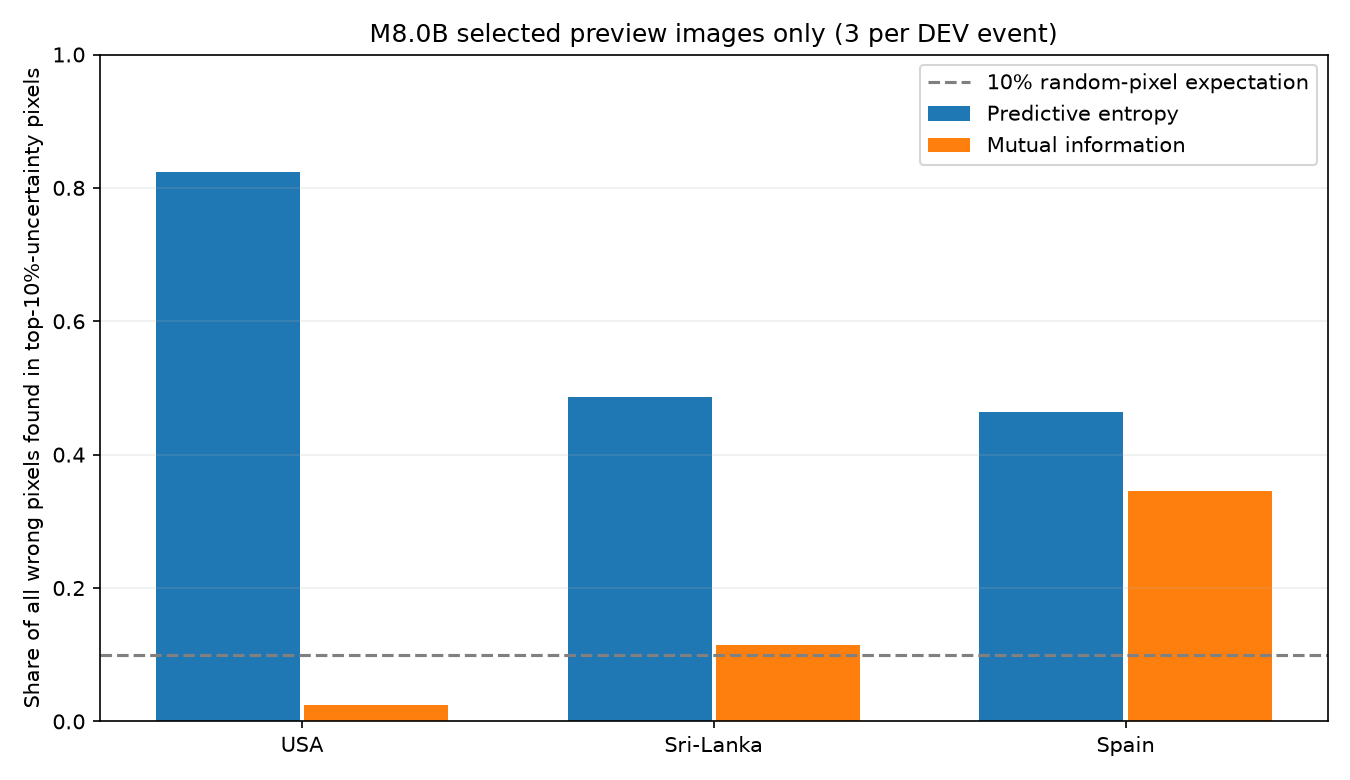 M8.0B selected preview images only (3 per DEV event)
Share of all wrong pixels found in top-10%-uncertainty pixels
1.0
0.8
0.6
0.4
0.2
0.0
10% random-pixel expectation
Predictive entropy
Mutual information
USA
Sri-Lanka
Spain